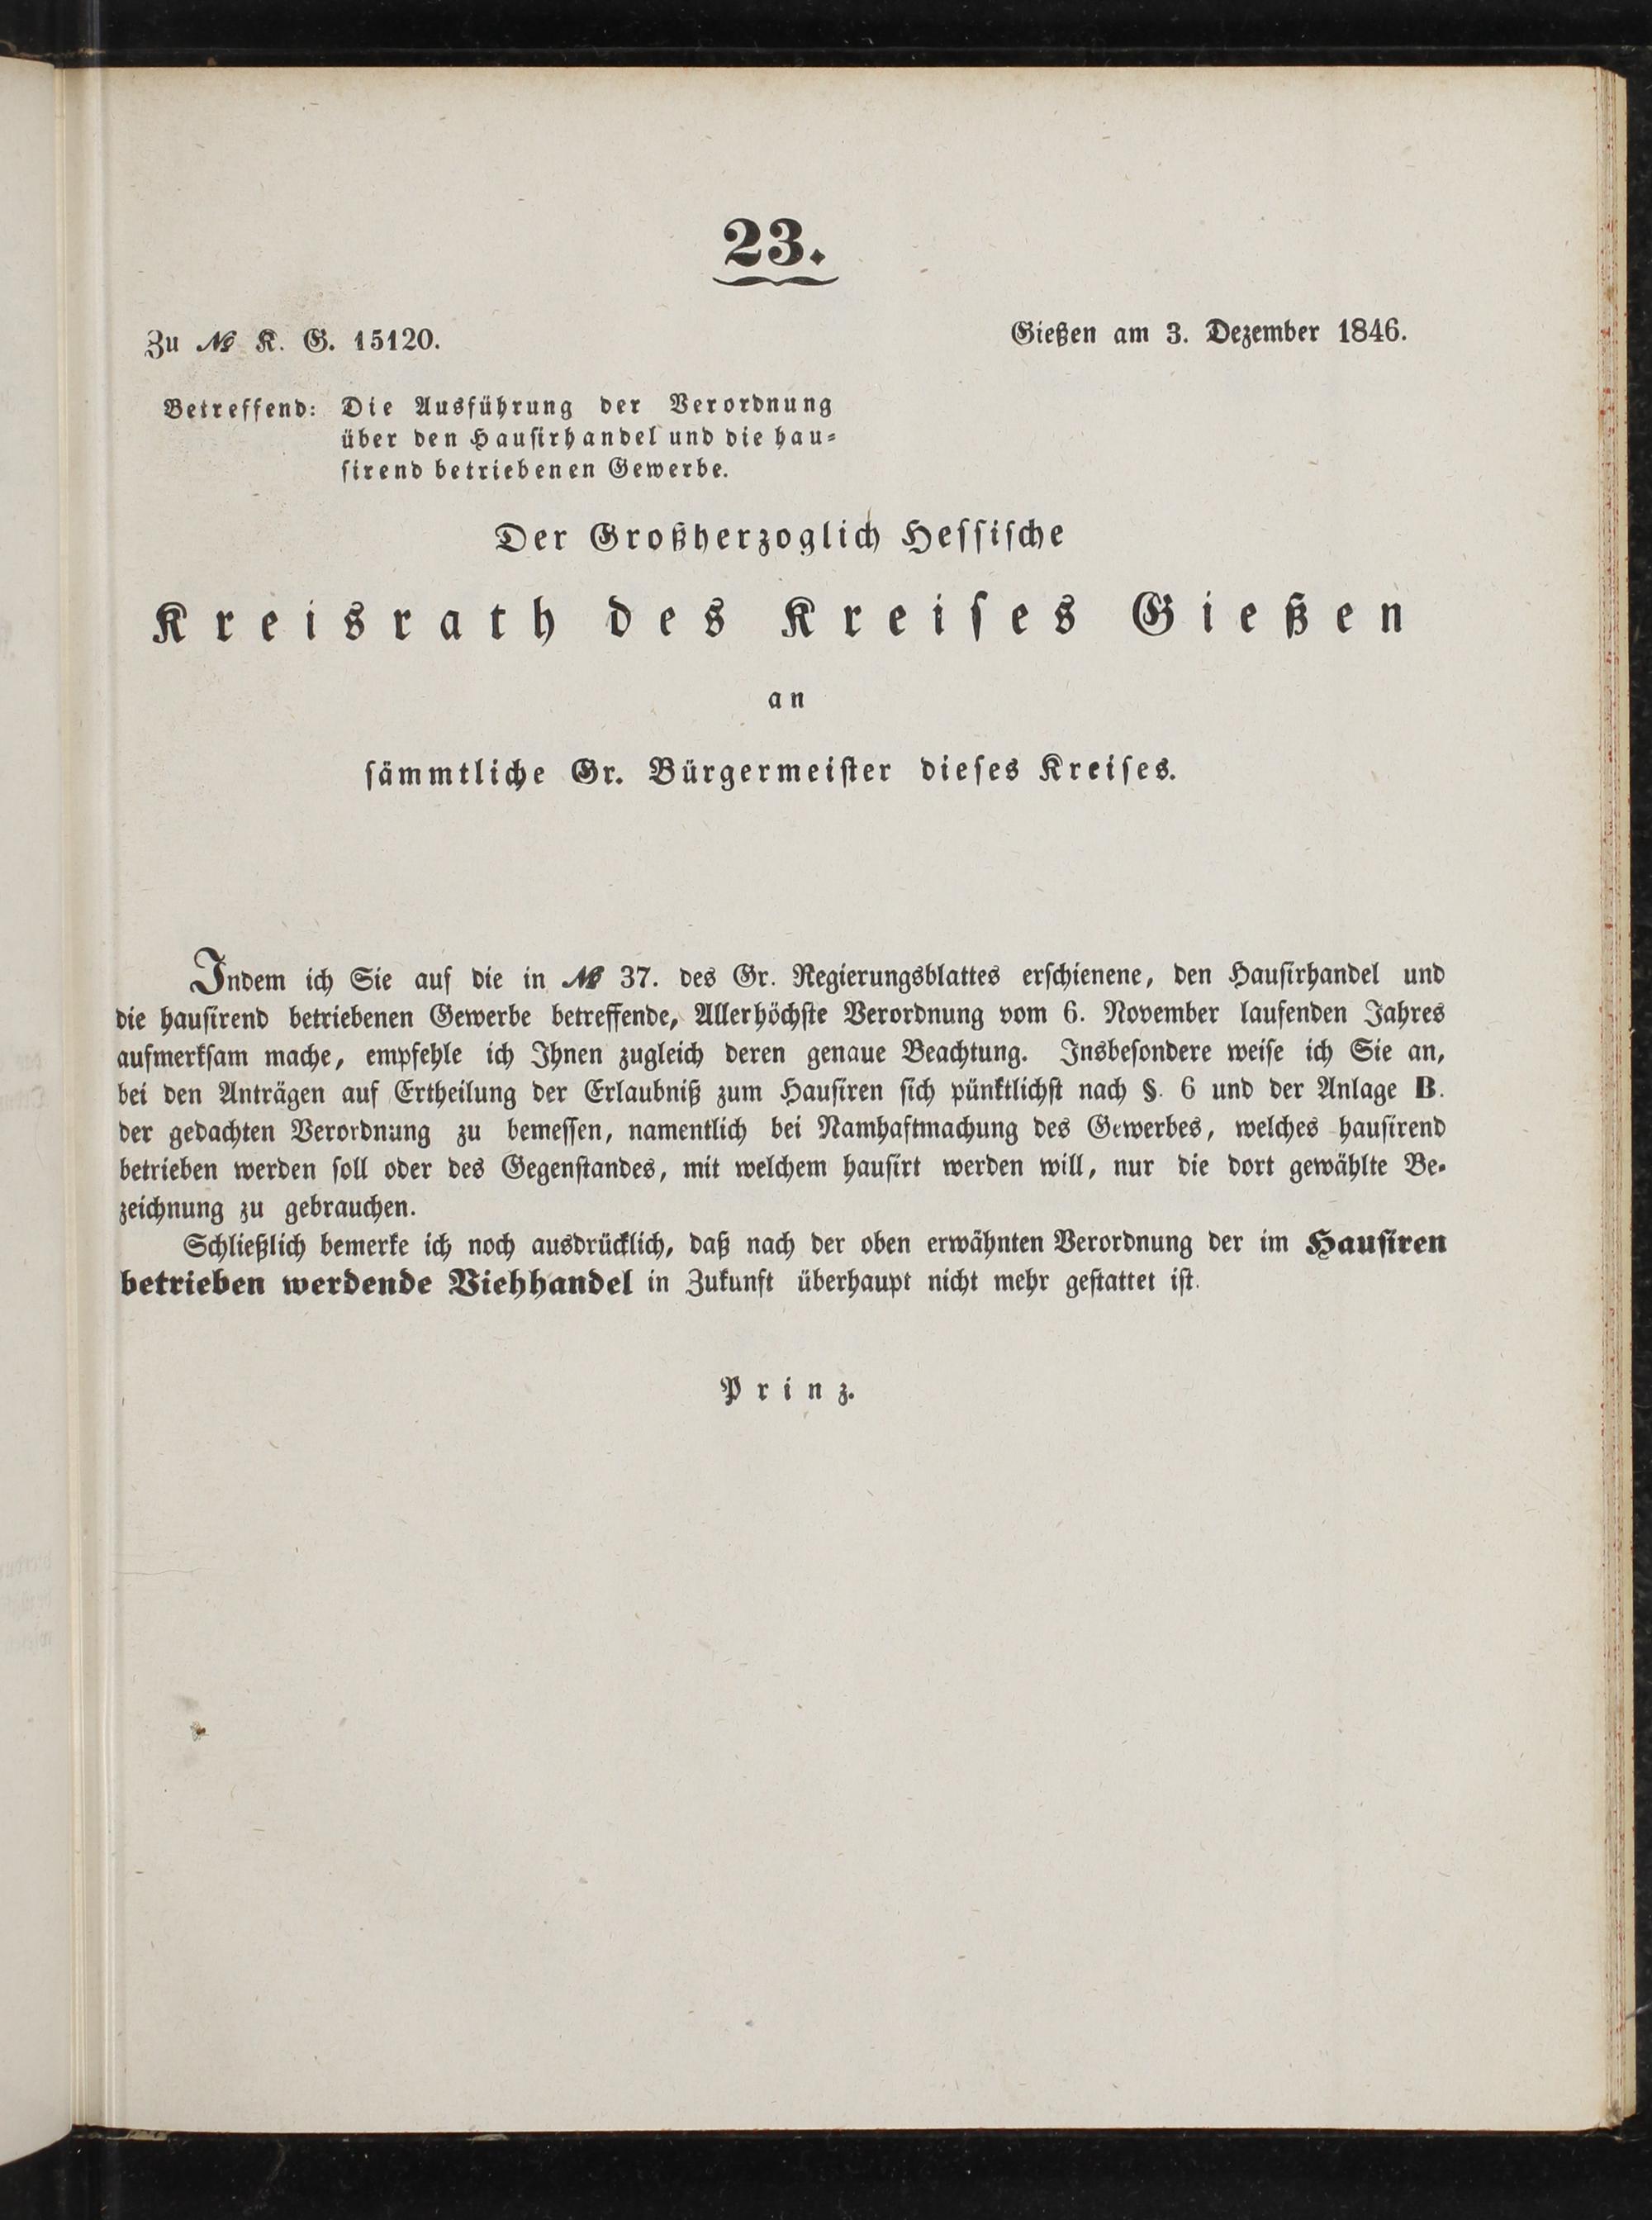 23.
Zu № K. G. 15120.
Gießen am 3. Dezember 1846.
Betreffend: Die Ausführung der Verordnung
über den Hausirhandel und die hau-
sirend betriebenen Gewerbe.
Der Großherzoglich Hessische
Kreisrath des Kreises Gießen
an
sämmtliche Gr. Bürgermeister dieses Kreises.
Indem ich Sie auf die in № 37. des Gr. Regierungsblattes erschienene, den Hausirhandel und
die hausirend betriebenen Gewerbe betreffende, Allerhöchste Verordnung vom 6. November laufenden Jahres
aufmerksam mache, empfehle ich Ihnen zugleich deren genaue Beachtung. Insbesondere weise ich Sie an,
bei den Anträgen auf Ertheilung der Erlaubniß zum Hausiren sich pünktlichst nach §. 6 und der Anlage B.
der gedachten Verordnung zu bemessen, namentlich bei Namhaftmachung des Gewerbes, welches hausirend
betrieben werden soll oder des Gegenstandes, mit welchem hausirt werden will, nur die dort gewählte Be-
zeichnung zu gebrauchen.
Schließlich bemerke ich noch ausdrücklich, daß nach der oben erwähnten Verordnung der im Hausiren
betrieben werdende Viehhandel in Zukunft überhaupt nicht mehr gestattet ist.
Prinz.